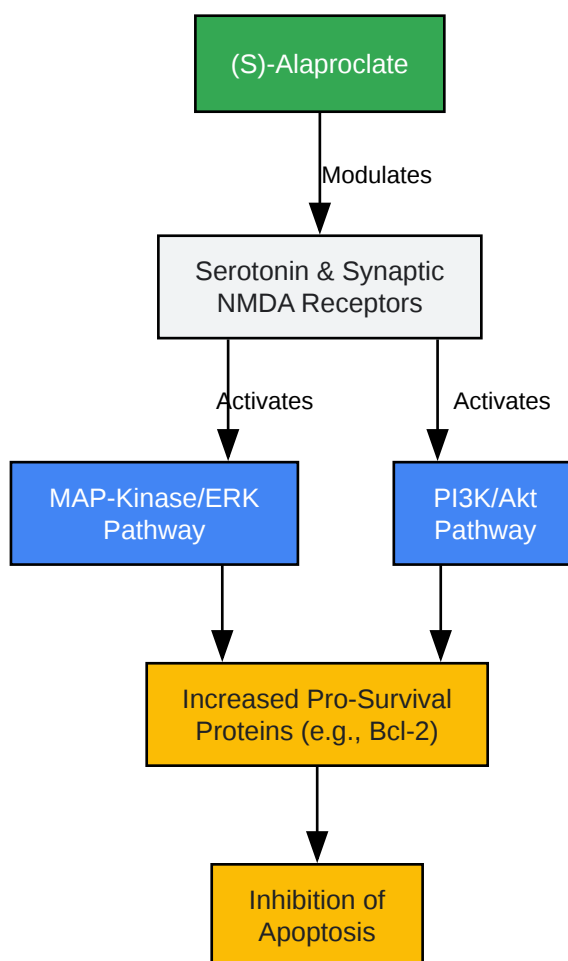 (S)-Alaproclate
Modulates
Serotonin & Synaptic
NMDA Receptors
Activates
Activates
MAP-Kinase/ERK
Pathway
PI3K/Akt
Pathway
Increased Pro-Survival
Proteins (e.g., Bcl-2)
Inhibition of
Apoptosis